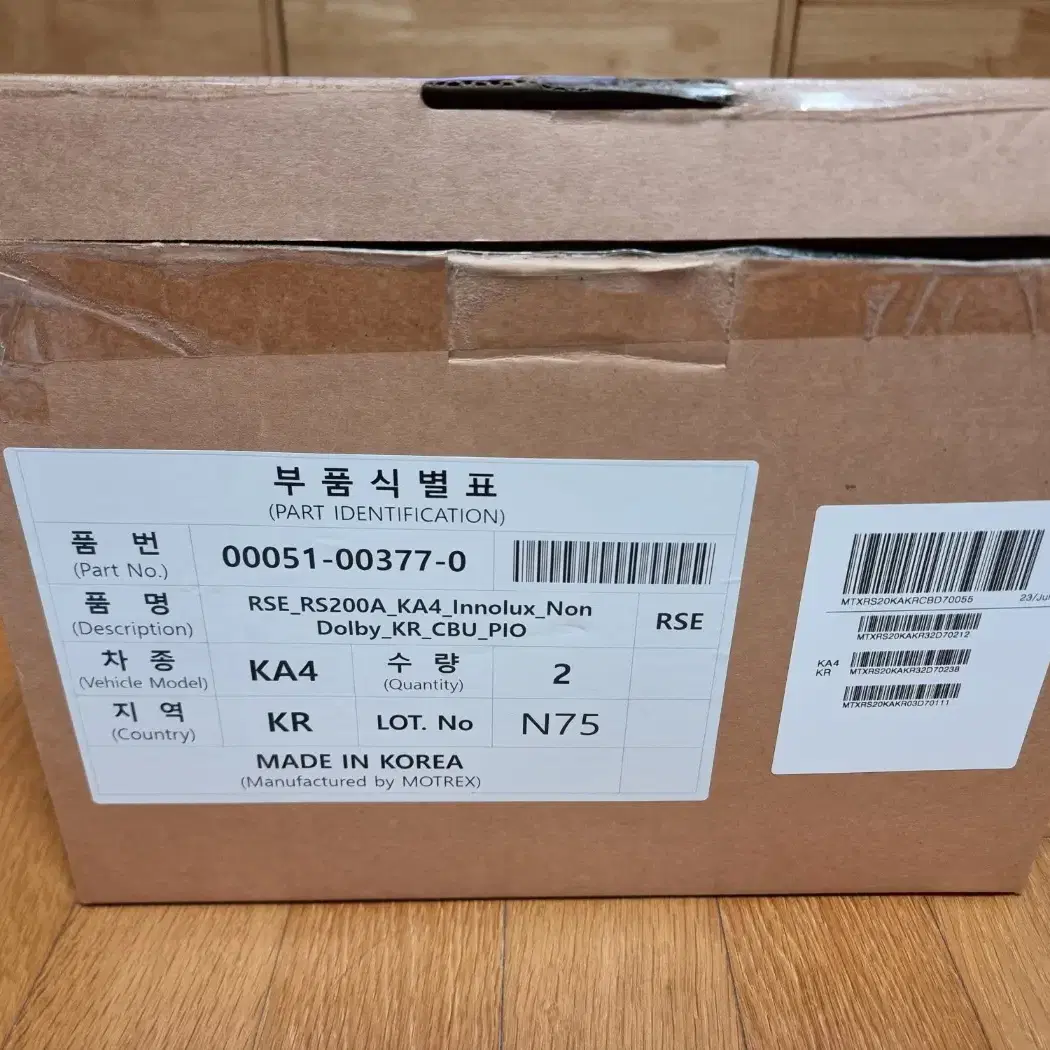 부품식별표
(PART IDENTIFICATION)
품 번
(Part No.)
00051-00377-0
품 명
(Description)
RSE_RS200A_KA4_Innolux_Non
Dolby_KR_CBU_PIO
RSE
차 종
(Vehicle Model)
KA4
수 량
(Quantity)
2
지 역
(Country)
KR
LOT. No
N75
MADE IN KOREA
(Manufactured by MOTREX)
MTXRS20KAKRCBD70055
23/Ju
MTXRS20KAKR32D70212
KA4
KR
MTXRS20KAKR32D70238
MTXRS20KAKR03D70111